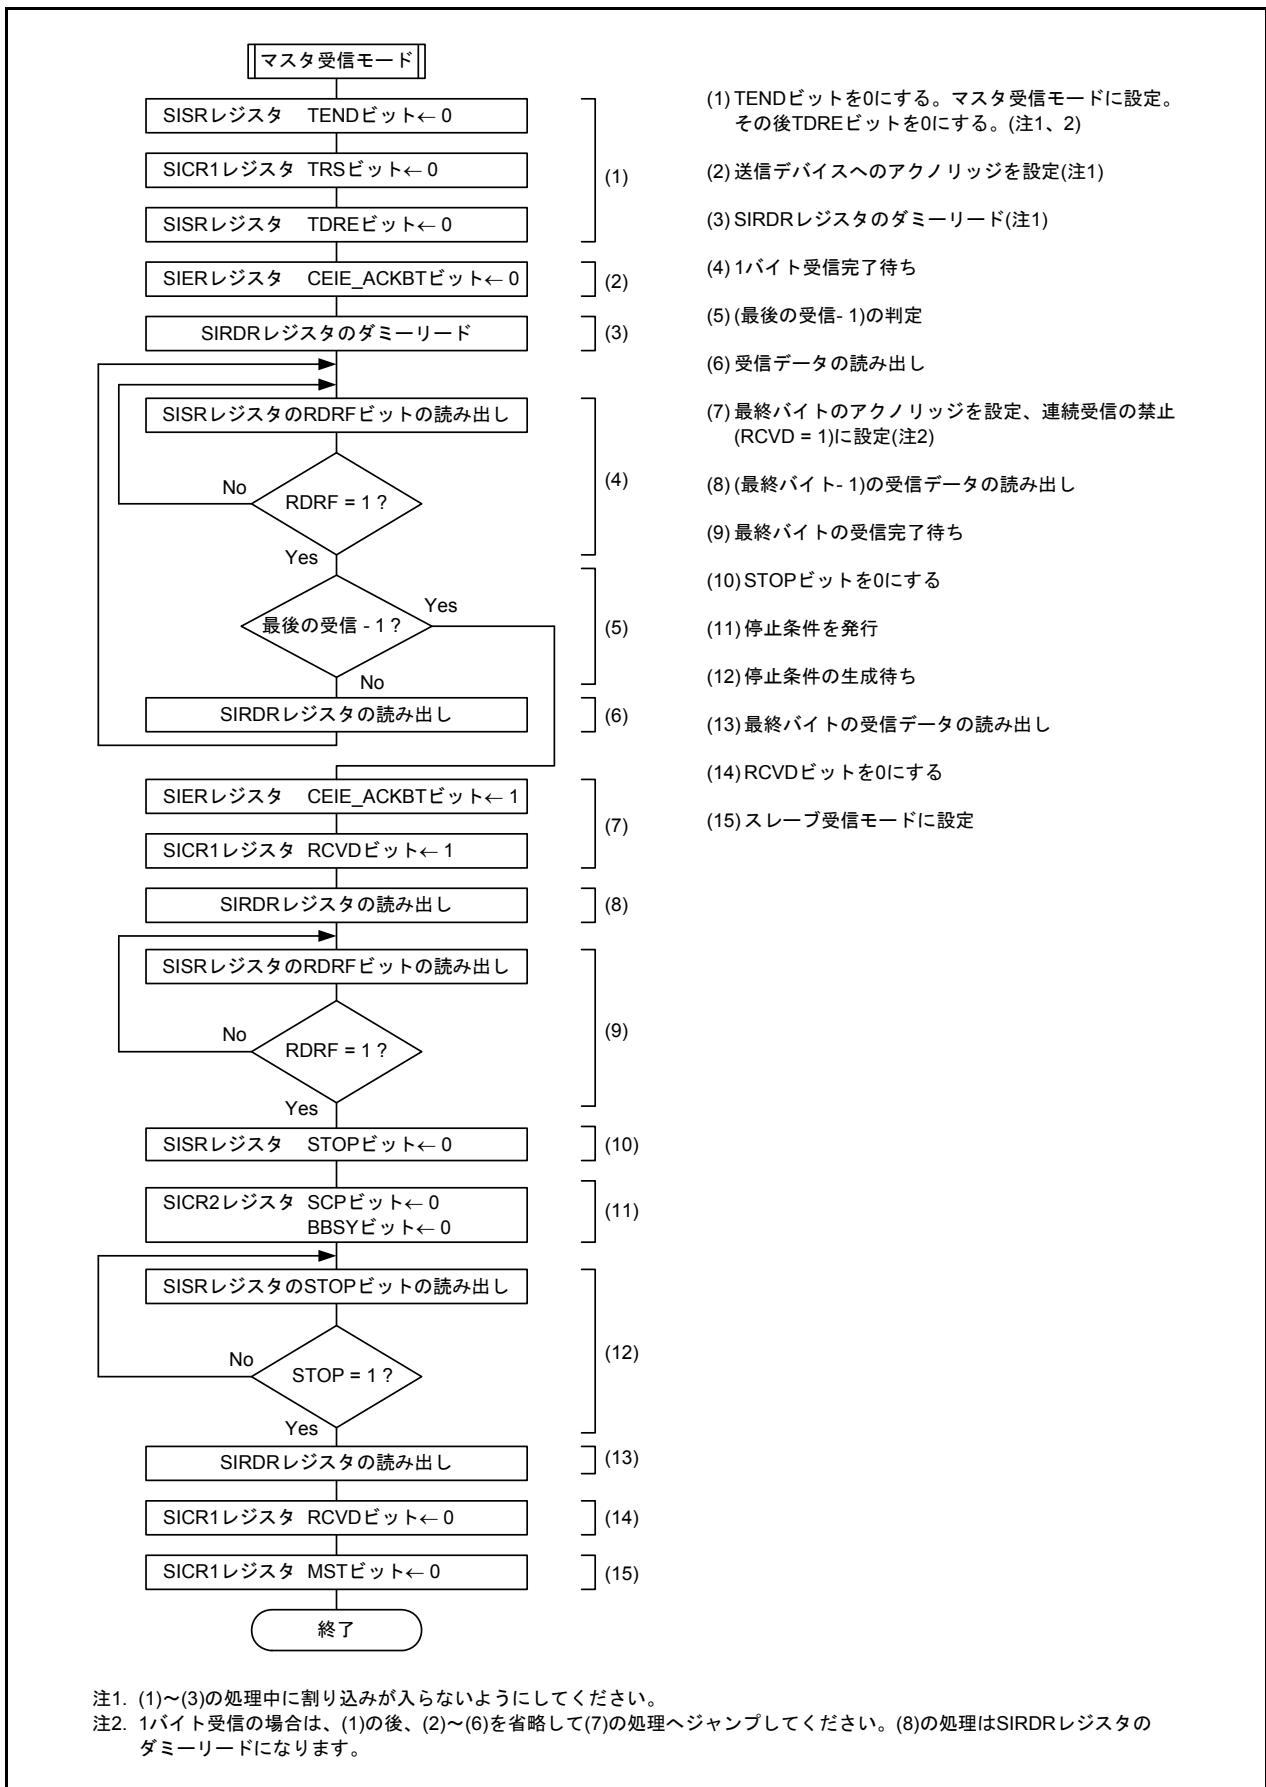 マスタ受信モード
SISRレジスタ TENDビット← 0
SICR1レジスタ TRSビット← 0
SISRレジスタ TDREビット← 0
(1)
SIERレジスタ CEIE_ACKBTビット← 0
(2)
SIRDRレジスタのダミーリード
(3)
SISRレジスタのRDRFビットの読み出し
RDRF = 1 ?
No
Yes
(4)
最後の受信 - 1 ?
Yes
No
(5)
SIRDRレジスタの読み出し
(6)
SIERレジスタ CEIE_ACKBTビット← 1
SICR1レジスタ RCVDビット← 1
(7)
SIRDRレジスタの読み出し
(8)
SISRレジスタのRDRFビットの読み出し
RDRF = 1 ?
No
Yes
(9)
SISRレジスタ STOPビット← 0
(10)
SICR2レジスタ SCPビット← 0
BBSYビット← 0
(11)
SISRレジスタのSTOPビットの読み出し
STOP = 1 ?
No
Yes
(12)
SIRDRレジスタの読み出し
(13)
SICR1レジスタ RCVDビット← 0
(14)
SICR1レジスタ MSTビット← 0
(15)
終了
(1) TENDビットを0にする。マスタ受信モードに設定。
その後TDREビットを0にする。(注1、2)
(2) 送信デバイスへのアクノリッジを設定(注1)
(3) SIRDRレジスタのダミーリード(注1)
(4) 1バイト受信完了待ち
(5) (最後の受信- 1)の判定
(6) 受信データの読み出し
(7) 最終バイトのアクノリッジを設定、連続受信の禁止
(RCVD = 1)に設定(注2)
(8) (最終バイト- 1)の受信データの読み出し
(9) 最終バイトの受信完了待ち
(10) STOPビットを0にする
(11) 停止条件を発行
(12) 停止条件の生成待ち
(13) 最終バイトの受信データの読み出し
(14) RCVDビットを0にする
(15) スレーブ受信モードに設定
注1. (1)～(3)の処理中に割り込みが入らないようにしてください。
注2. 1バイト受信の場合は、(1)の後、(2)～(6)を省略して(7)の処理へジャンプしてください。(8)の処理はSIRDRレジスタの
ダミーリードになります。